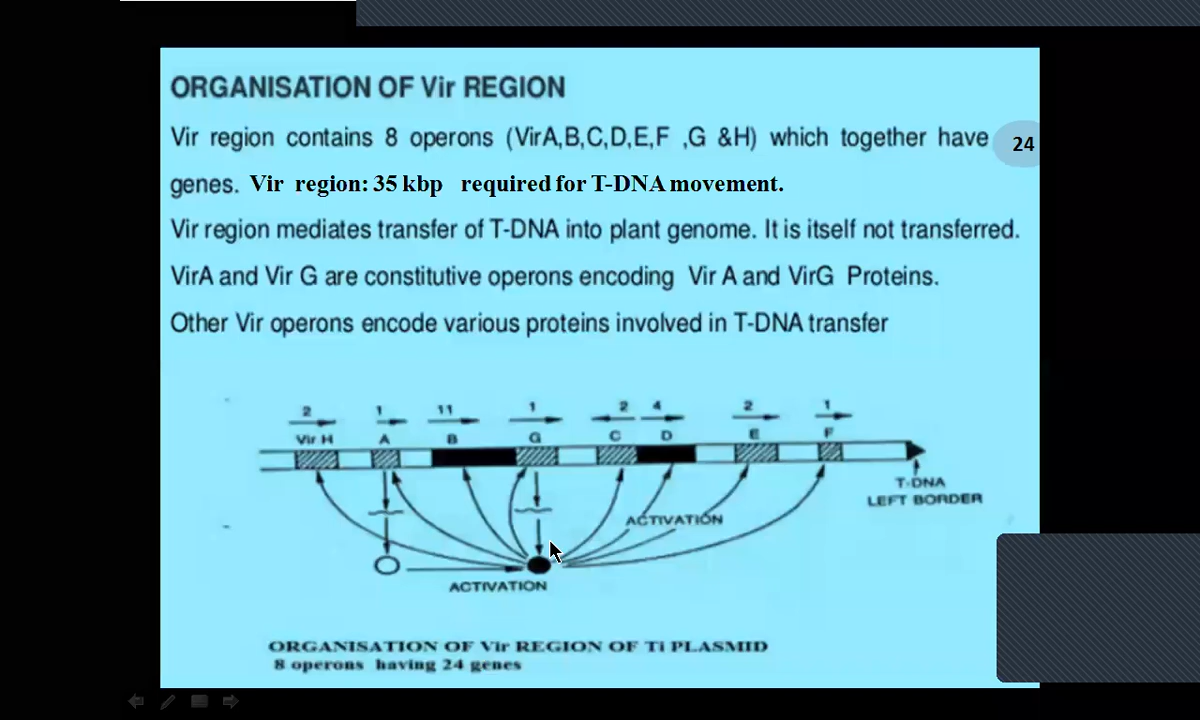 ORGANISATION OF Vir REGION
Vir region contains 8 operons (VirA,B,C,D,E,F ,G &H) which together have 24
genes. Vir region: 35 kbp required for T-DNA movement.
Vir region mediates transfer of T-DNA into plant genome. It is itself not transferred.
VirA and Vir G are constitutive operons encoding Vir A and VirG Proteins.
Other Vir operons encode various proteins involved in T-DNA transfer
2 1 11 1 2 4 2 1
Vir H A B G C D E F
T-DNA
LEFT BORDER
ACTIVATION
ACTIVATION
ORGANISATION OF Vir REGION OF Ti PLASMID
8 operons having 24 genes